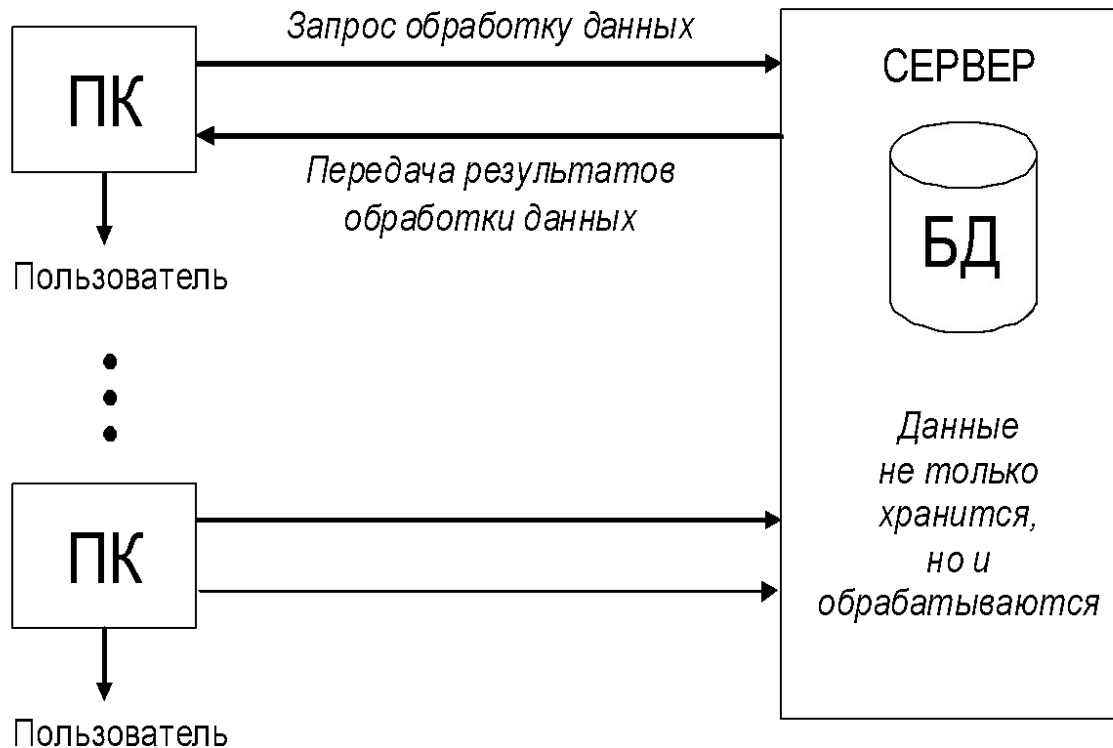 Запрос обработку данных
ПК
СЕРВЕР
Передача результатов
обработки данных
БД
Пользователь
Данные
не только
хранится,
но и
обрабатываются
ПК
Пользователь